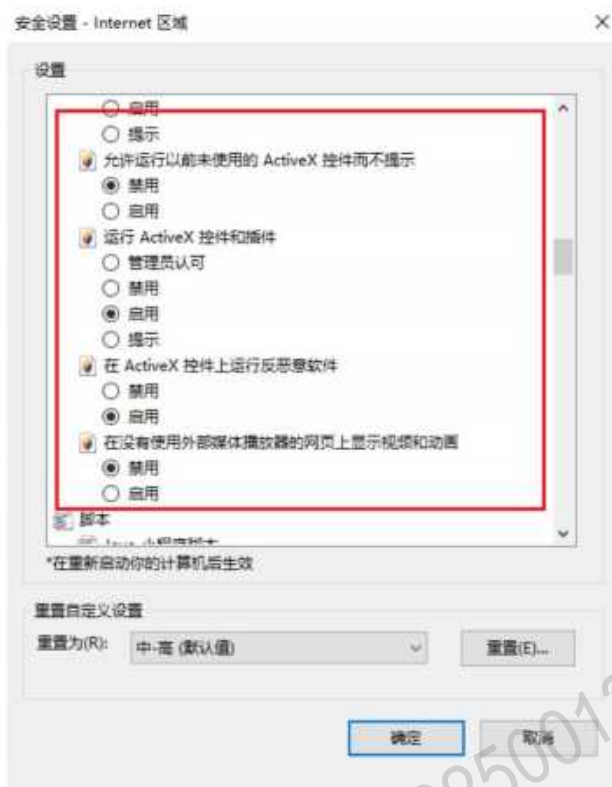 安全设置 - Internet 区域
设置
启用
提示
允许运行以前未使用的 ActiveX 控件而不提示
禁用
启用
运行 ActiveX 控件和插件
管理员认可
禁用
启用
提示
在 ActiveX 控件上运行反恶意软件
禁用
启用
在没有使用外部媒体播放器的网页上显示视频和动画
禁用
启用
脚本
Java 小程序脚本
*在重新启动你的计算机后生效
重置自定义设置
重置为(R):
中-高 (默认值)
重置(E)...
确定
取消